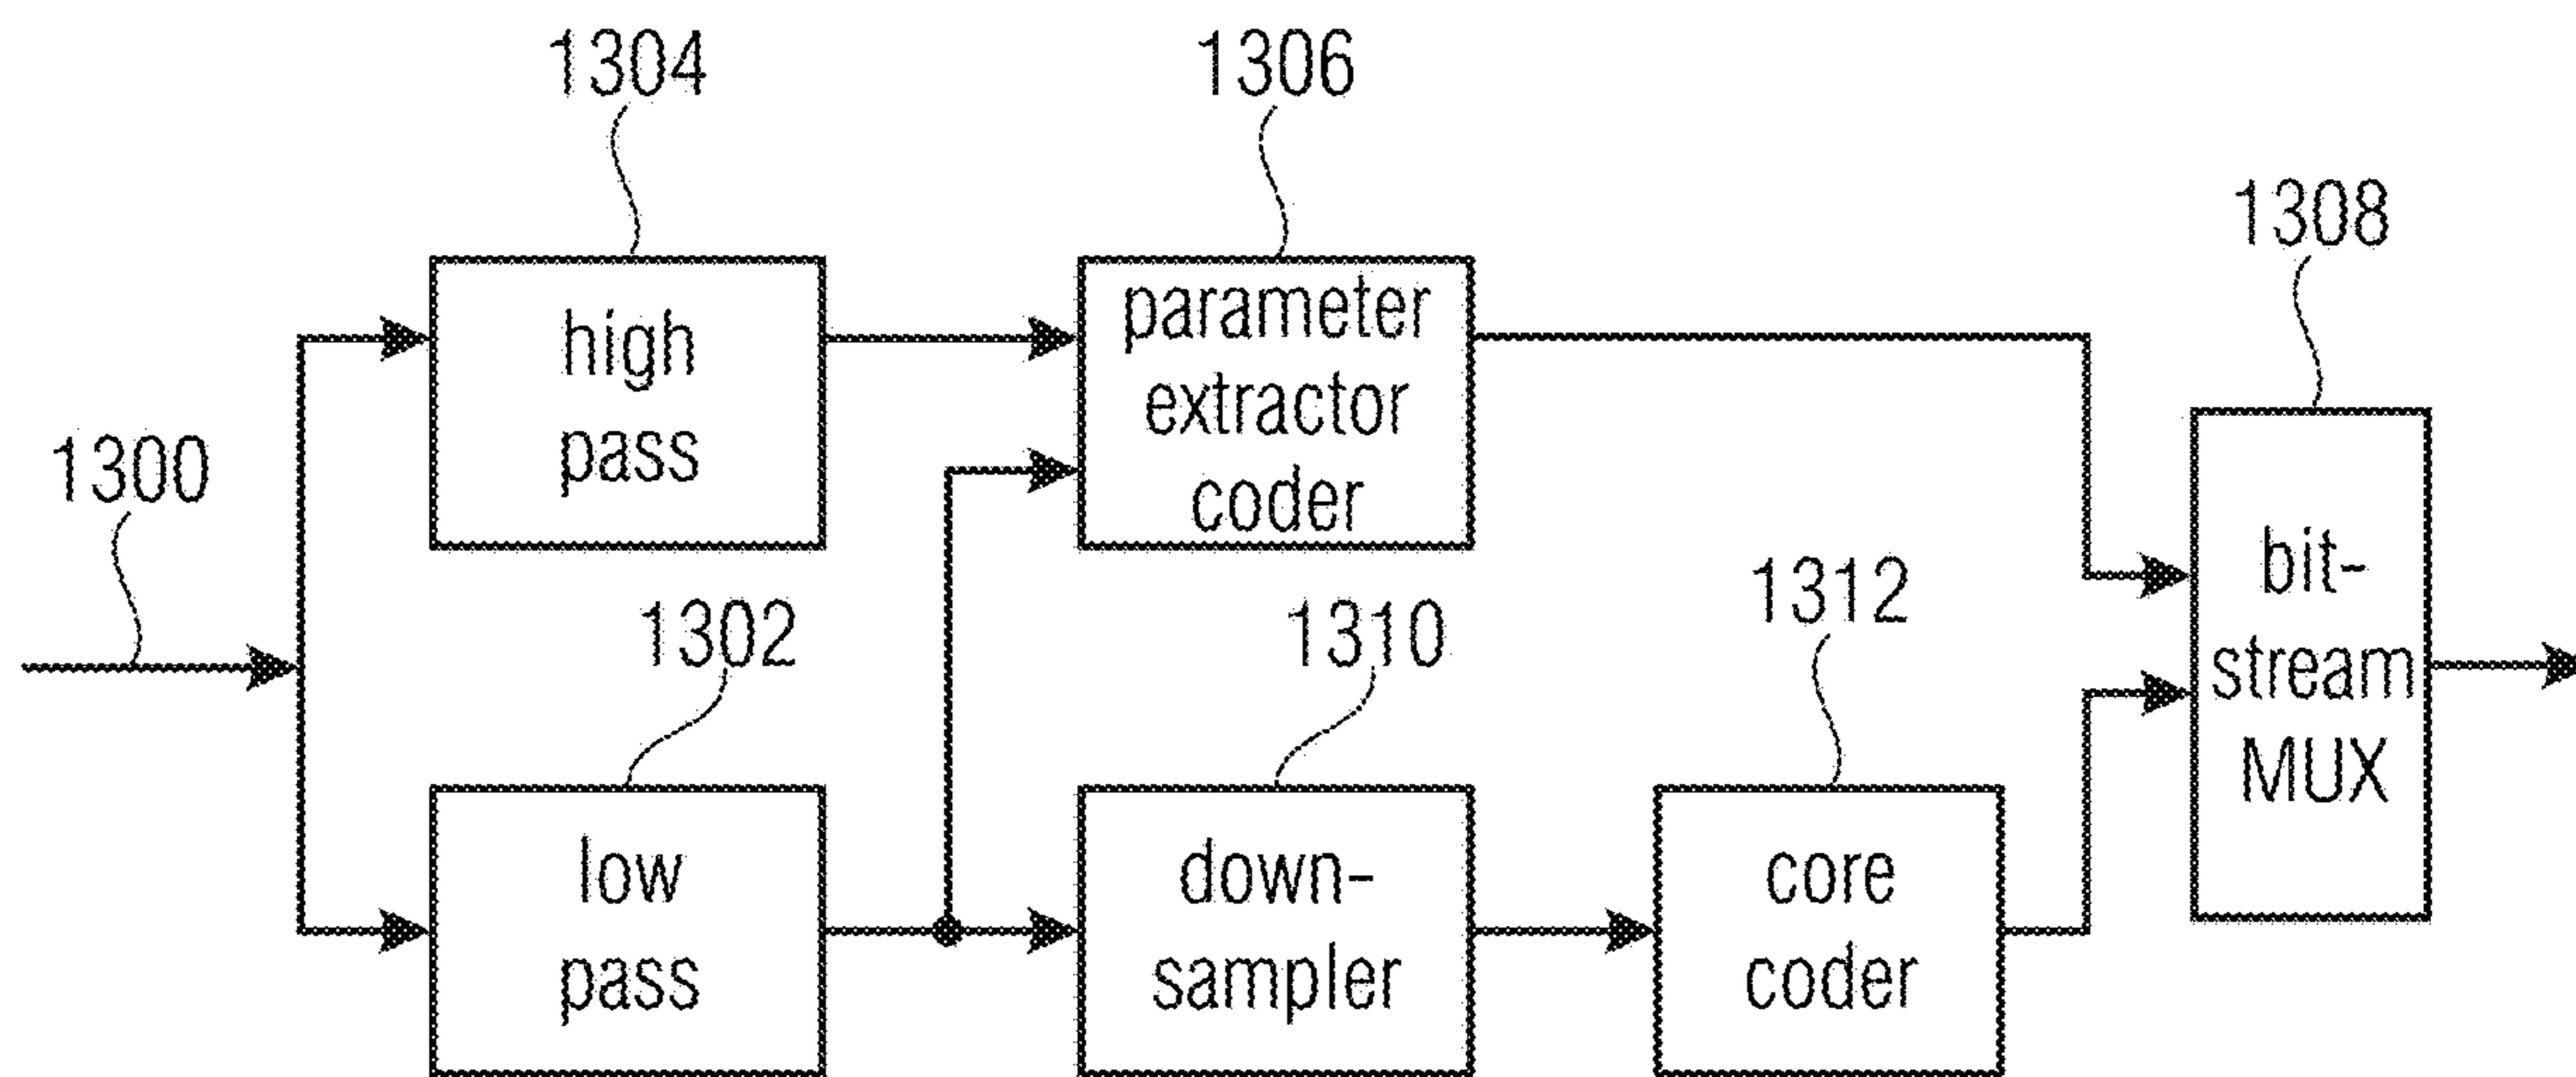 1304
1306
1308
high
pass
parameter
extractor
coder
1300
bit-
stream
MUX
1302
1310
1312
low
pass
down-
sampler
core
coder